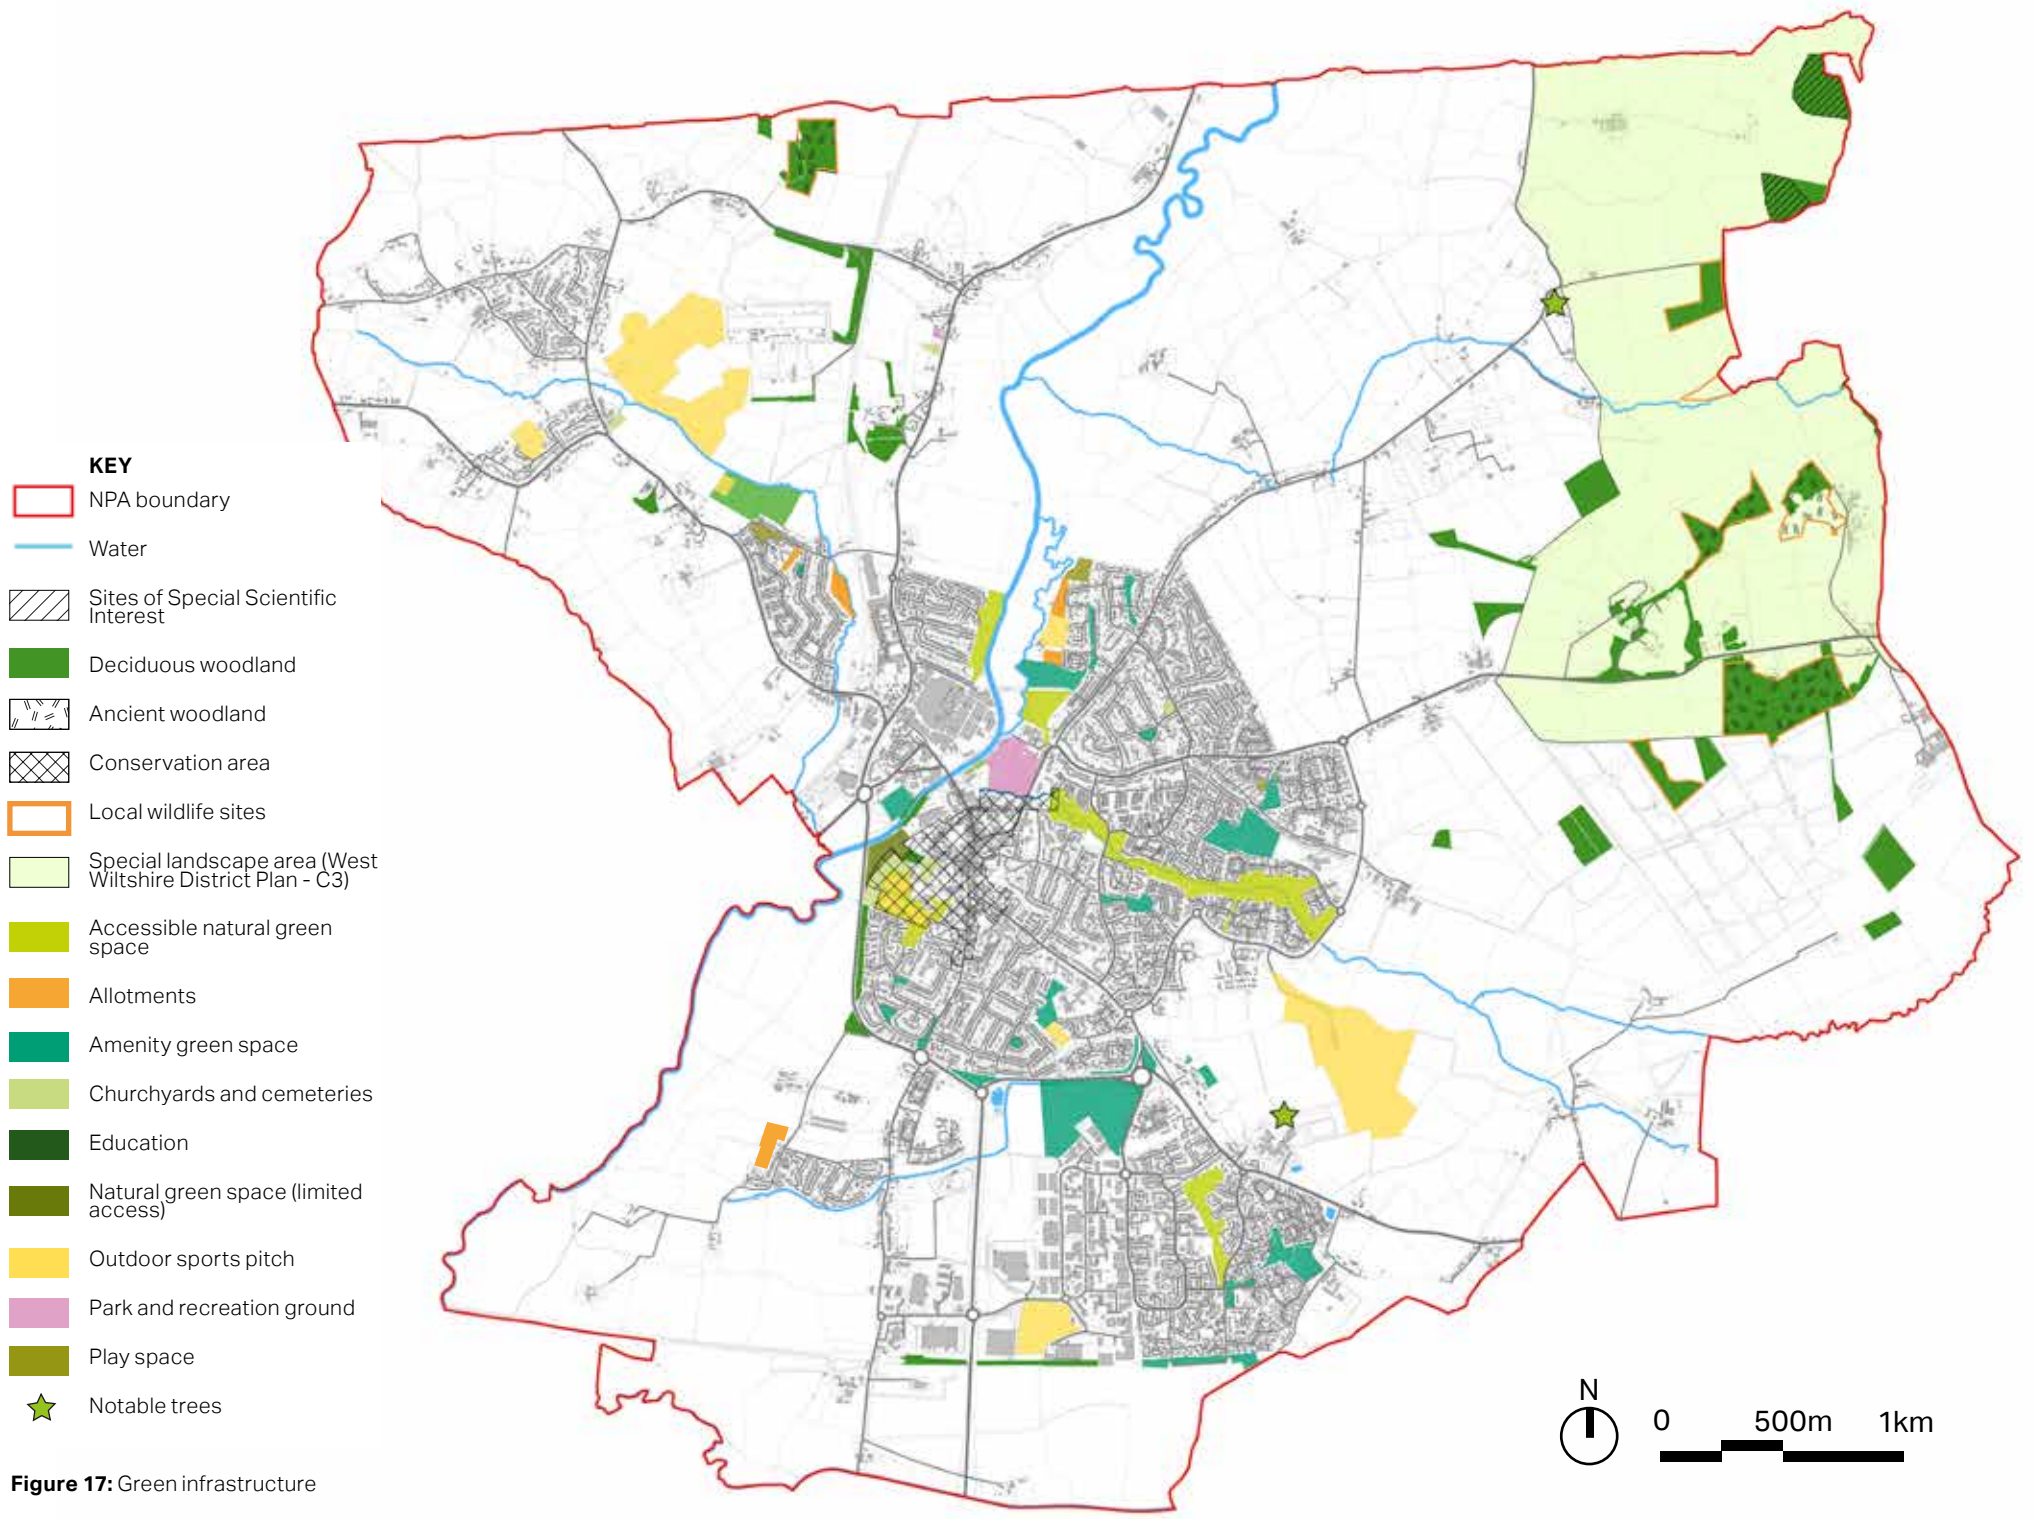 KEY
NPA boundary
Water
Sites of Special Scientific
Interest
Deciduous woodland
Ancient woodland
Conservation area
Local wildlife sites
Special landscape area (West
Wiltshire District Plan - C3)
Accessible natural green
space
Allotments
Amenity green space
Churchyards and cemeteries
Education
Natural green space (limited
access)
Outdoor sports pitch
Park and recreation ground
Play space
Notable trees
Figure 17: Green infrastructure
N
0 500m 1km